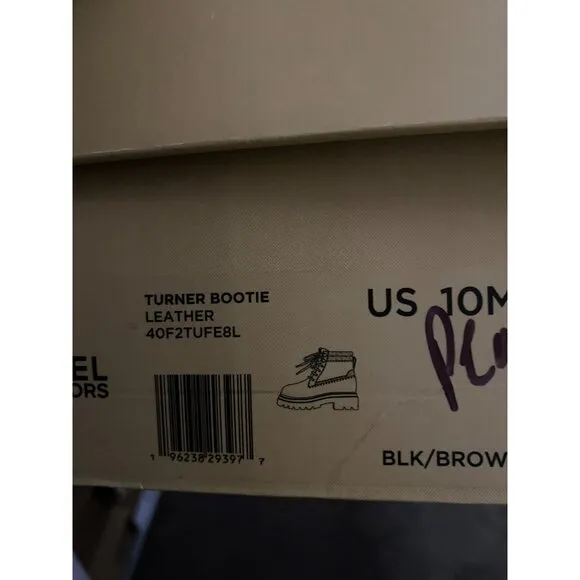 TURNER BOOTIE
LEATHER
40F2TUFE8L
US 10M
EL
ORS
1 96238 29397 7
BLK/BROW